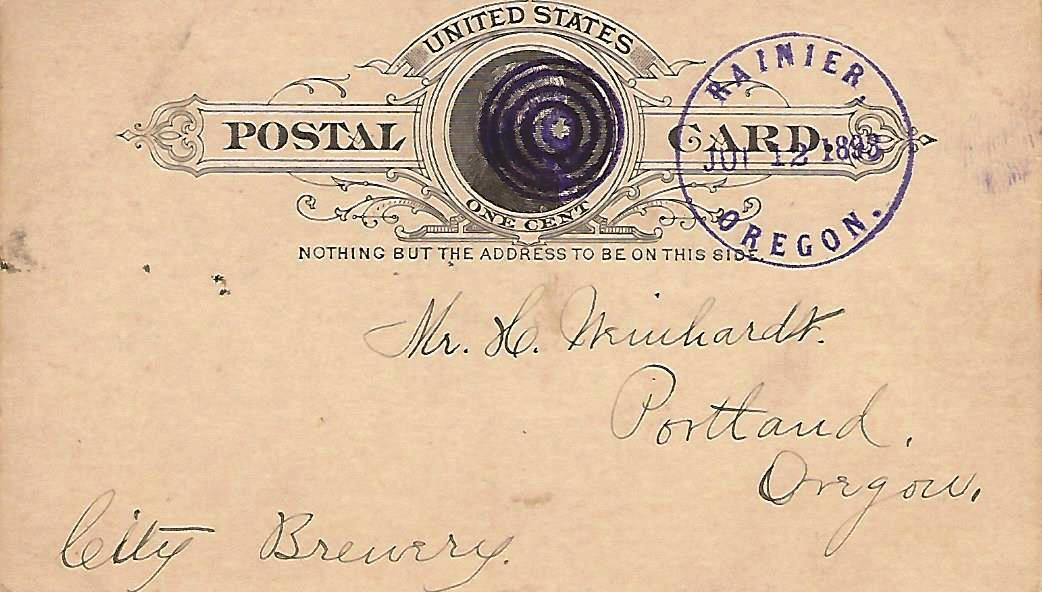 UNITED STATES
POSTAL CARD.
ONE CENT
NOTHING BUT THE ADDRESS TO BE ON THIS SIDE.
RAINIER
12
OREGON.
Mr. H. Weinhardt.
Portland,
Oregon.
City Brewery.